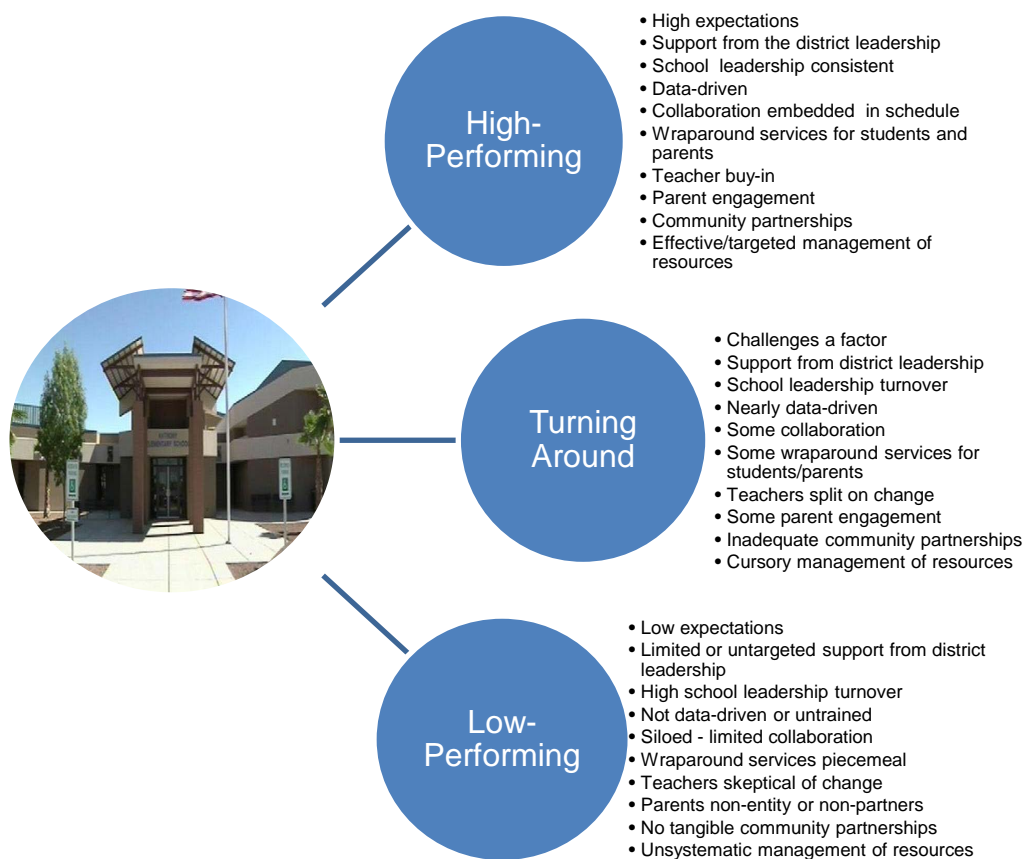 High-
Performing
• High expectations
• Support from the district leadership
• School  leadership consistent
• Data-driven
• Collaboration embedded  in schedule
• Wraparound services for students and
parents
• Teacher buy-in
• Parent engagement
• Community partnerships
• Effective/targeted management of
resources
ELEMENTARY SCHOOL
Turning
Around
• Challenges a factor
• Support from district leadership
• School leadership turnover
• Nearly data-driven
• Some collaboration
• Some wraparound services for
students/parents
• Teachers split on change
• Some parent engagement
• Inadequate community partnerships
• Cursory management of resources
Low-
Performing
• Low expectations
• Limited or untargeted support from district
leadership
• High school leadership turnover
• Not data-driven or untrained
• Siloed - limited collaboration
• Wraparound services piecemeal
• Teachers skeptical of change
• Parents non-entity or non-partners
• No tangible community partnerships
• Unsystematic management of resources